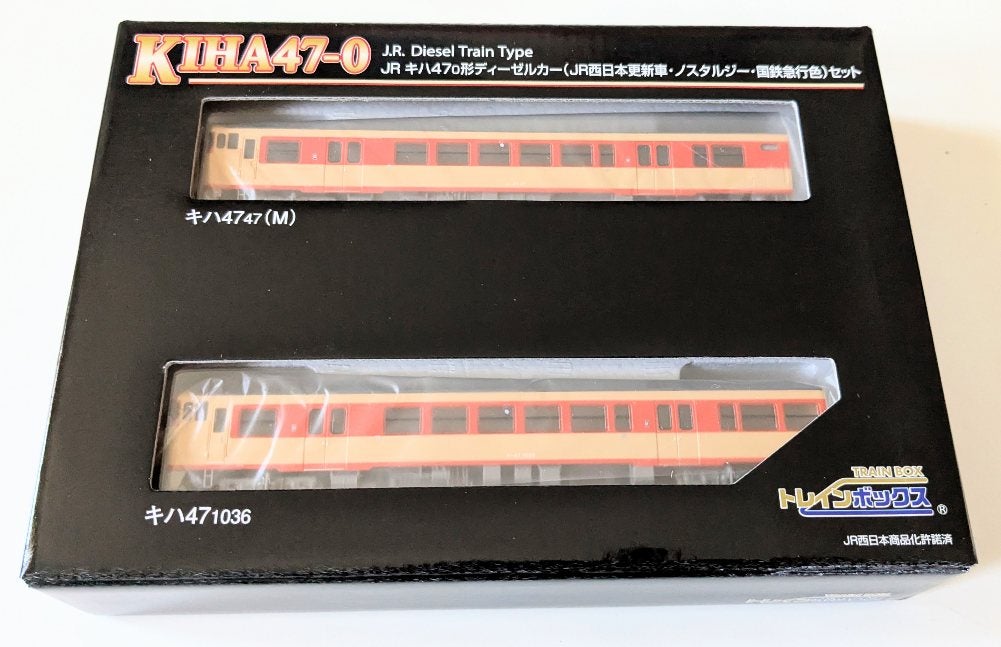 KIHA47-0
J.R. Diesel Train Type
JR キハ470形ディーゼルカー(JR西日本更新車・ノスタルジー・国鉄急行色)セット
キハ4747(M)
キハ471036
TRAIN BOX
トレインボックス®
JR西日本商品化許諾済